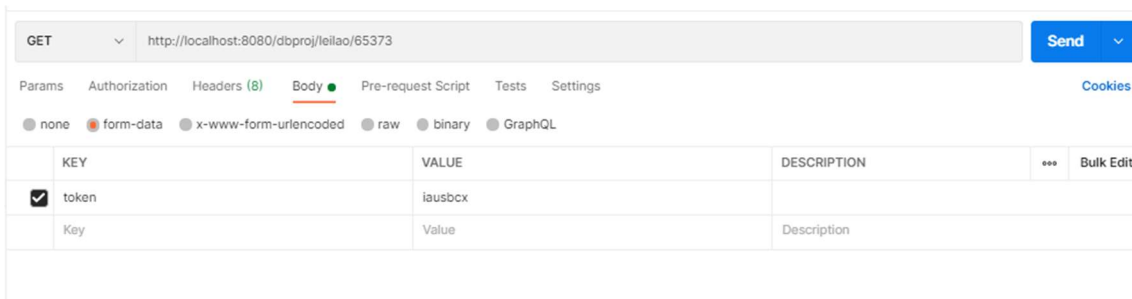 GET http://localhost:8080/dbproj/leilao/65373 Send
Params Authorization Headers (8) Body Pre-request Script Tests Settings Cookies
none form-data x-www-form-urlencoded raw binary GraphQL
KEY VALUE DESCRIPTION ooo Bulk Edit
token iausbcx
Key Value Description